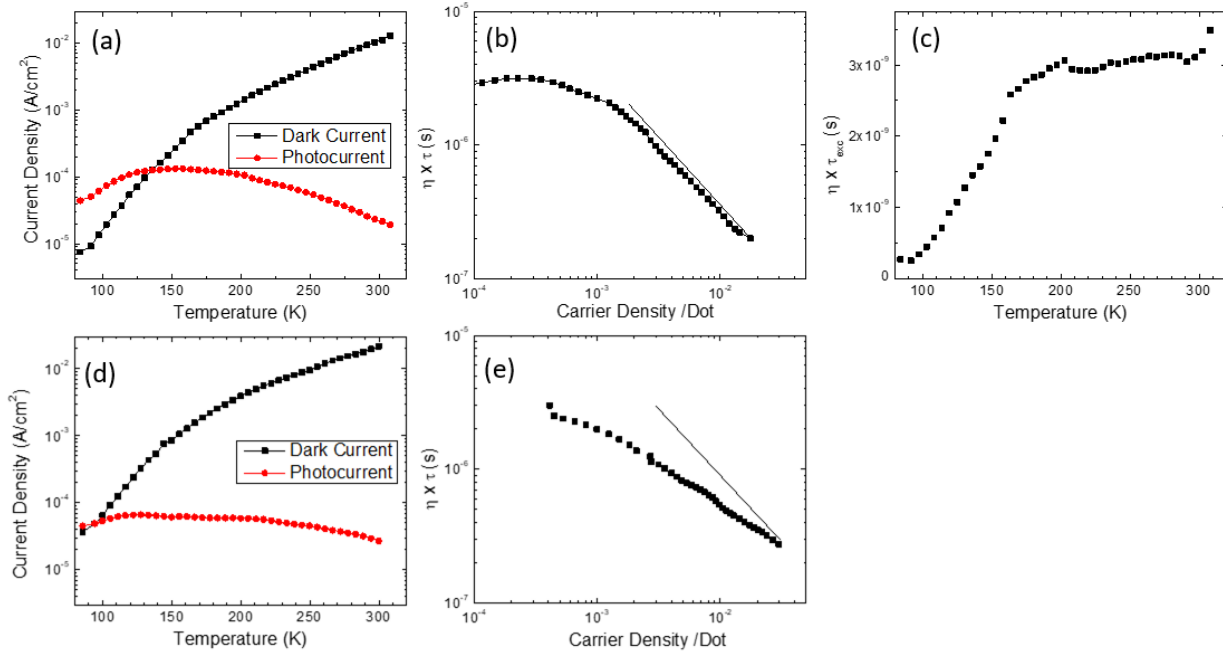 (a)
Current Density (A/cm²)
10⁻²
10⁻³
10⁻⁴
10⁻⁵
Dark Current
Photocurrent
100 150 200 250 300
Temperature (K)
(b)
η x τ (s)
10⁻⁵
10⁻⁶
10⁻⁷
10⁻⁴ 10⁻³ 10⁻²
Carrier Density /Dot
(c)
η x τexc (s)
3x10⁻⁹
2x10⁻⁹
1x10⁻⁹
0
100 150 200 250 300
Temperature (K)
(d)
Current Density (A/cm²)
10⁻²
10⁻³
10⁻⁴
10⁻⁵
Dark Current
Photocurrent
100 150 200 250 300
Temperature (K)
(e)
η x τ (s)
10⁻⁵
10⁻⁶
10⁻⁷
10⁻⁴ 10⁻³ 10⁻²
Carrier Density /Dot